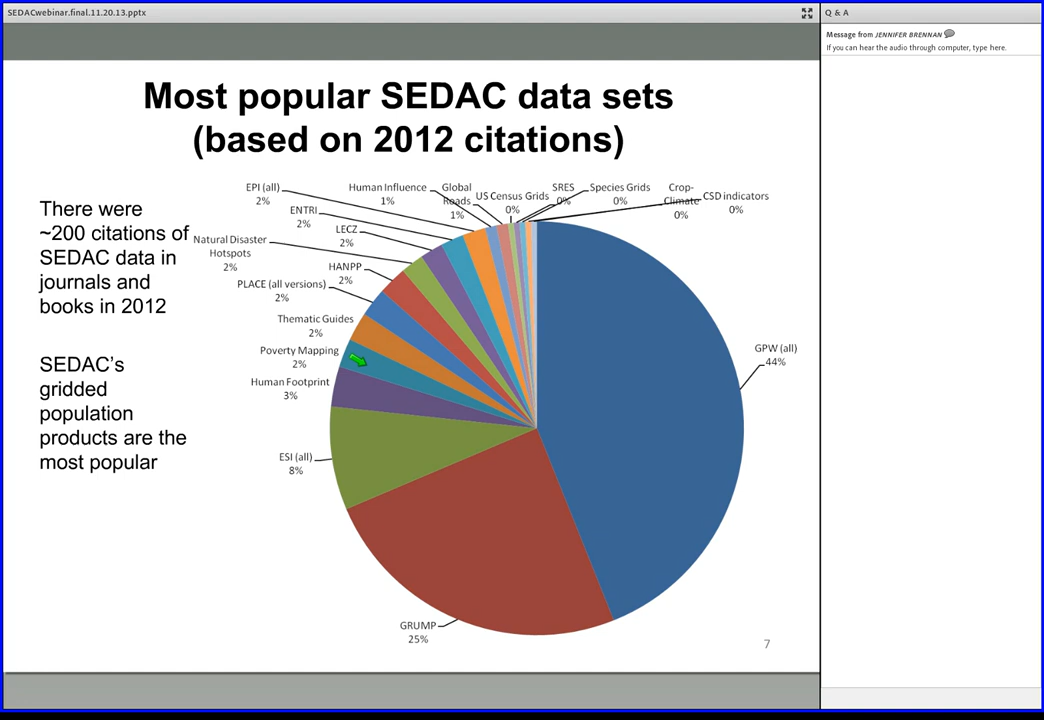 SEDACwebinar.final.11.20.13.pptx
Q & A
Message from JENNIFER BRENNAN
If you can hear the audio through computer, type here.
Most popular SEDAC data sets
(based on 2012 citations)
There were
~200 citations of
SEDAC data in
journals and
books in 2012
SEDAC's
gridded
population
products are the
most popular
EPI (all)
2%
ENTRI
2%
LECZ
2%
Natural Disaster
Hotspots
2%
HANPP
2%
PLACE (all versions)
2%
Thematic Guides
2%
Poverty Mapping
2%
Human Footprint
3%
ESI (all)
8%
GRUMP
25%
Human Influence
1%
Global
Roads
1%
US Census Grids
0%
SRES
0%
Species Grids
0%
Crop-
Climate
0%
CSD indicators
0%
GPW (all)
44%
7